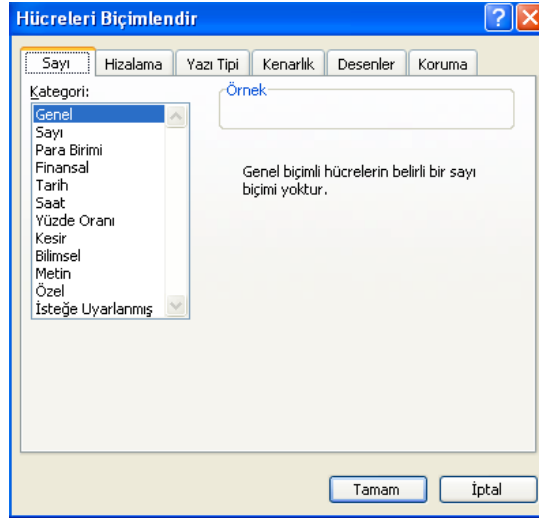 Hücreleri Biçimlendir
Sayı Hizalama Yazı Tipi Kenarlık Desenler Koruma
Kategori:
Genel
Sayı
Para Birimi
Finansal
Tarih
Saat
Yüzde Oranı
Kesir
Bilimsel
Metin
Özel
İsteğe Uyarlanmış
Örnek
Genel biçimli hücrelerin belirli bir sayı
biçimi yoktur.
Tamam İptal